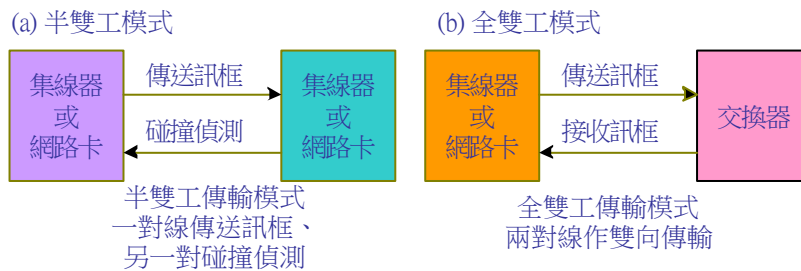 (a) 半雙工模式
集線器
或
網路卡
傳送訊框
碰撞偵測
集線器
或
網路卡
半雙工傳輸模式
一對線傳送訊框、
另一對碰撞偵測
(b) 全雙工模式
集線器
或
網路卡
傳送訊框
接收訊框
交換器
全雙工傳輸模式
兩對線作雙向傳輸